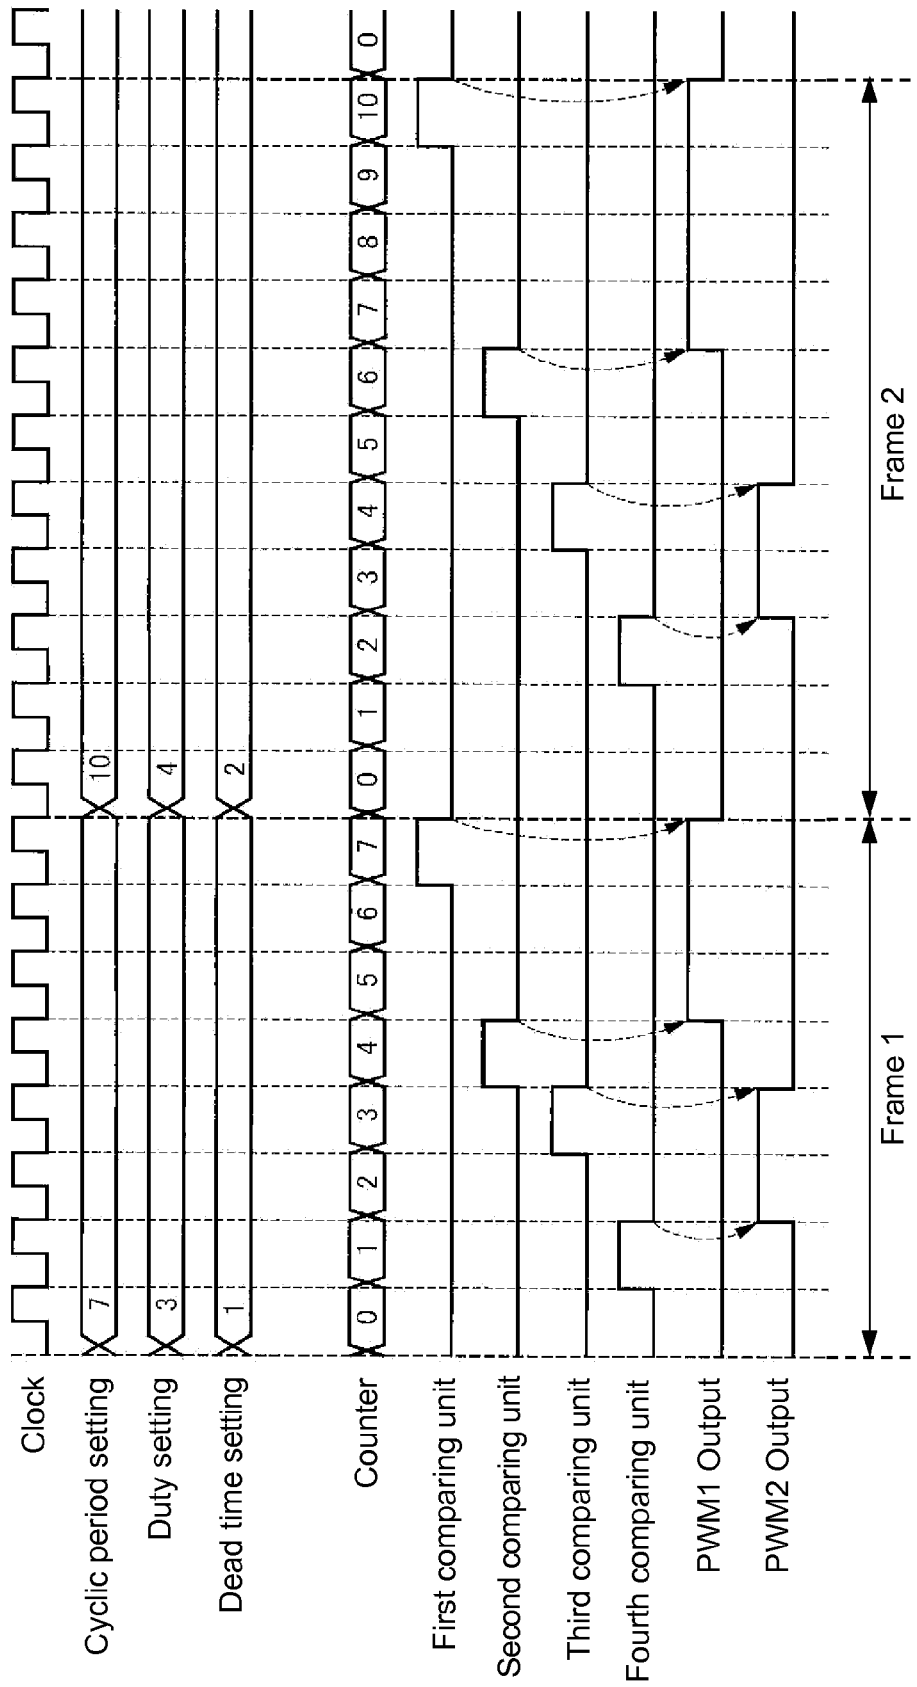 Clock
Cyclic period setting 7 10
Duty setting 3 4
Dead time setting 1 2
Counter 0 1 2 3 4 5 6 7 0 1 2 3 4 5 6 7 8 9 10 0
First comparing unit
Second comparing unit
Third comparing unit
Fourth comparing unit
PWM1 Output
PWM2 Output
Frame 1 Frame 2